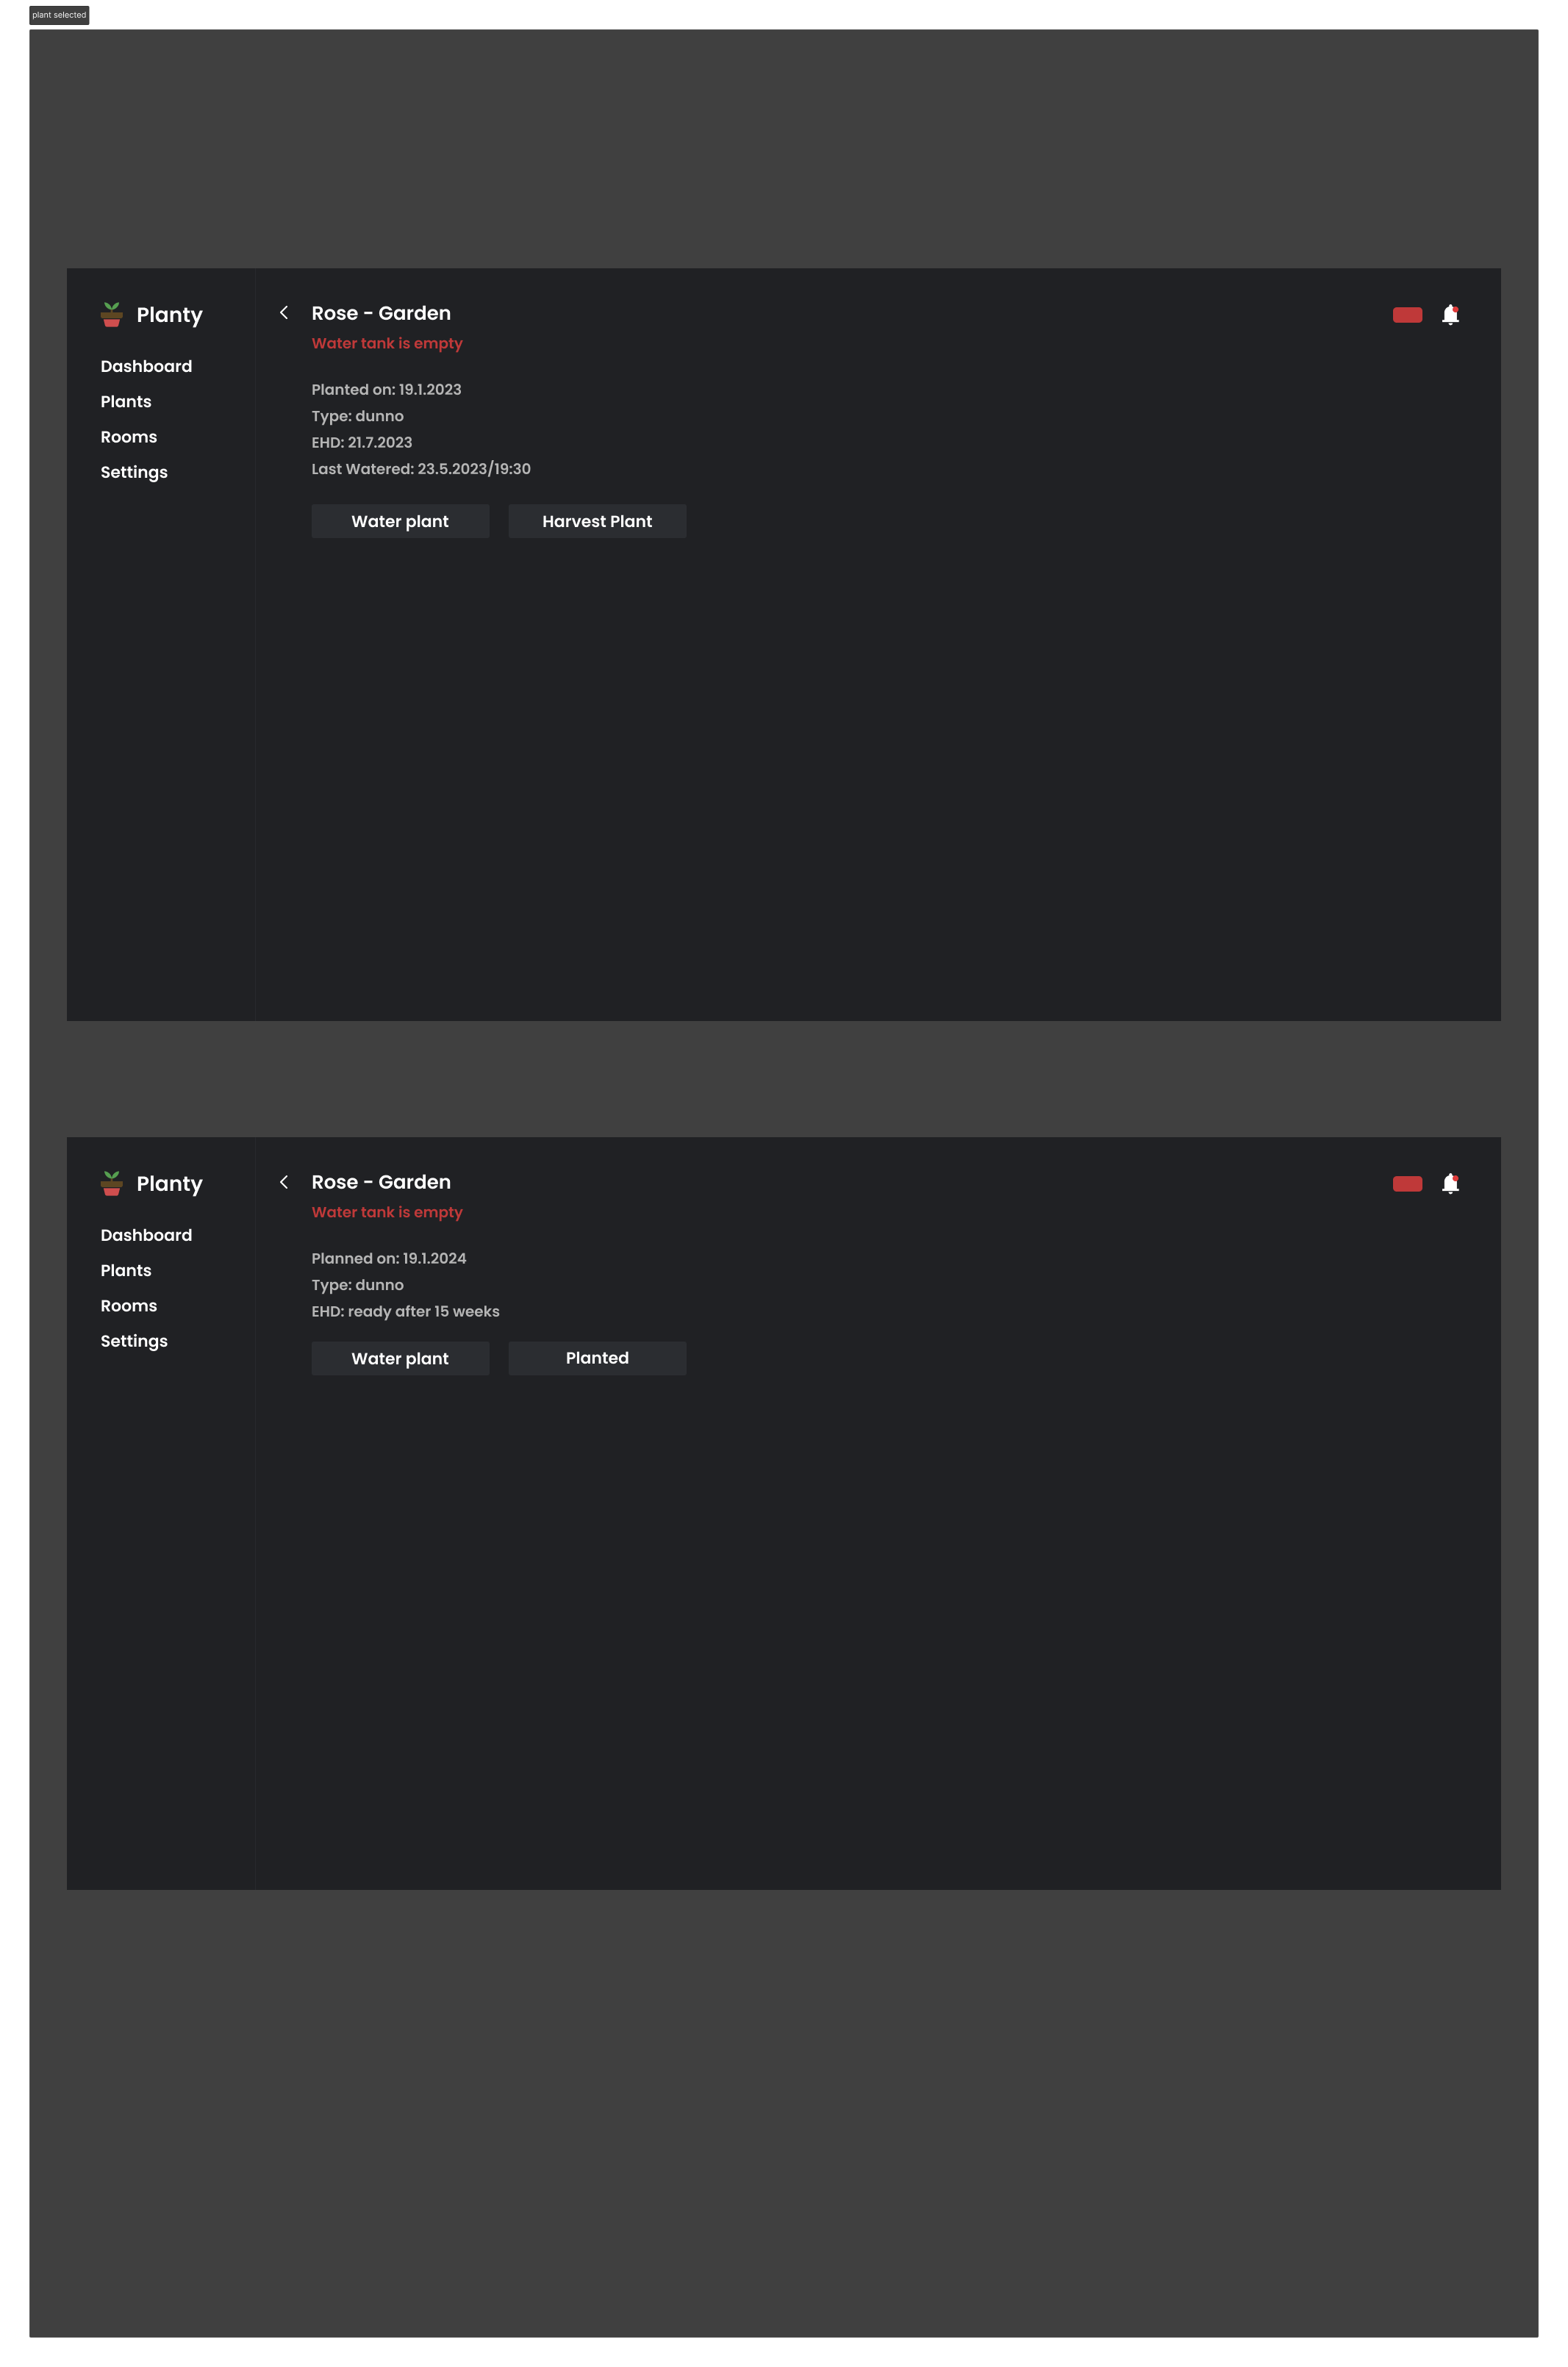 plant selected
Planty
Dashboard
Plants
Rooms
Settings
Rose - Garden
Water tank is empty
Planted on: 19.1.2023
Type: dunno
EHD: 21.7.2023
Last Watered: 23.5.2023/19:30
Water plant
Harvest Plant
Planty
Dashboard
Plants
Rooms
Settings
Rose - Garden
Water tank is empty
Planned on: 19.1.2024
Type: dunno
EHD: ready after 15 weeks
Water plant
Planted